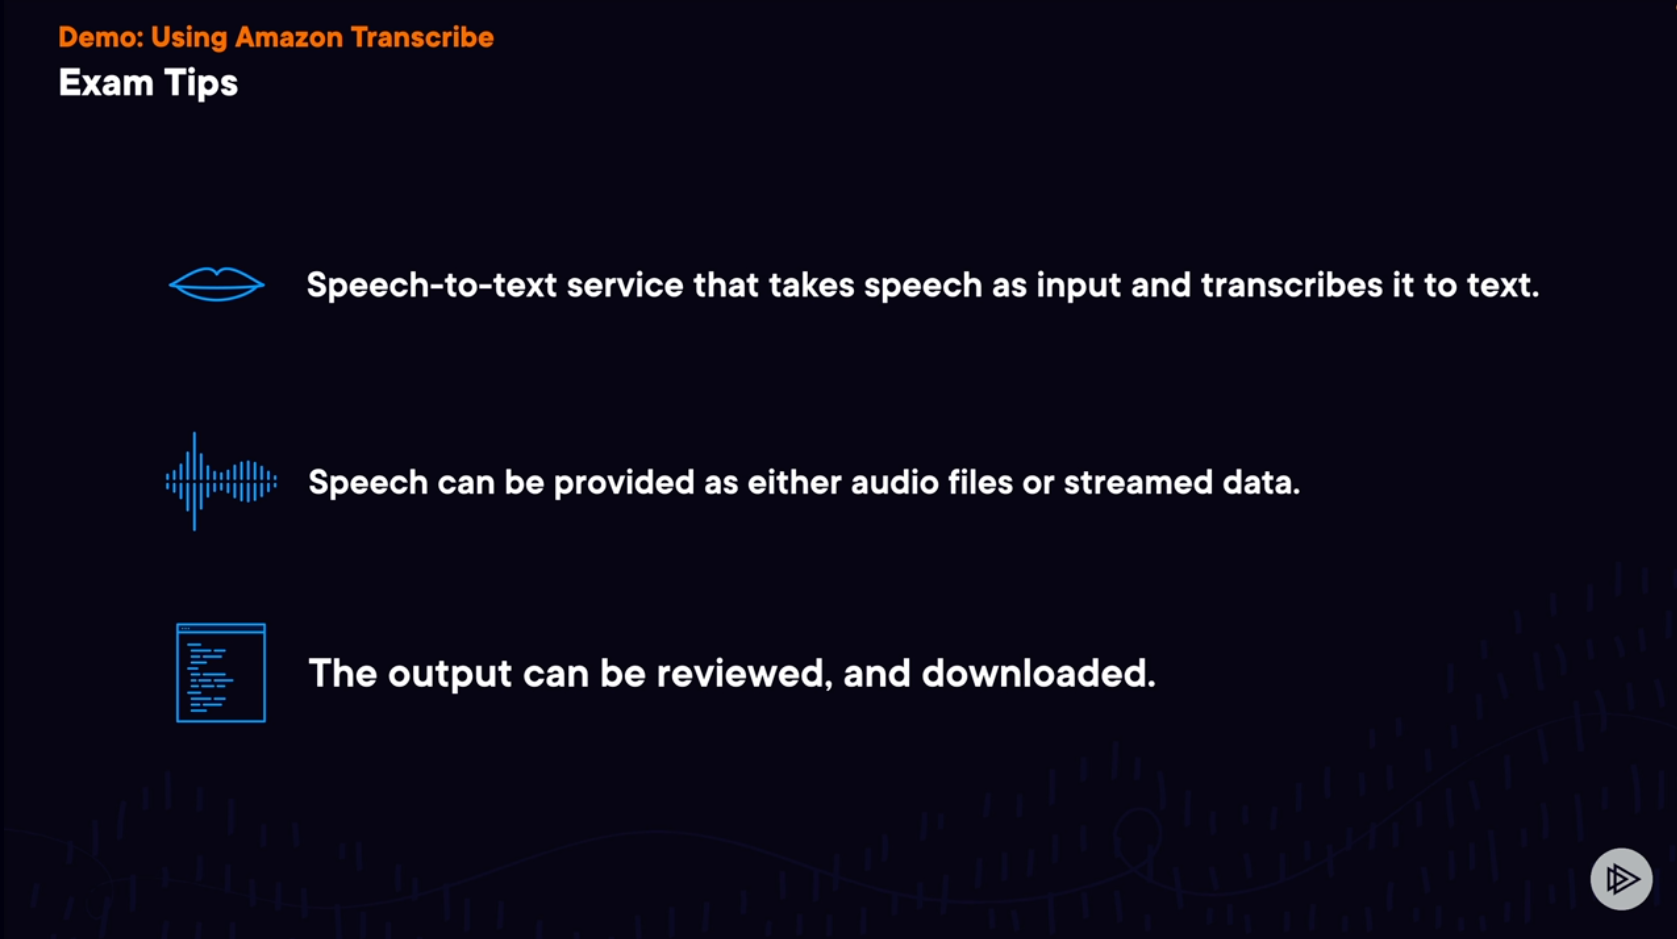 Demo: Using Amazon Transcribe
Exam Tips
Speech-to-text service that takes speech as input and transcribes it to text.
Speech can be provided as either audio files or streamed data.
The output can be reviewed, and downloaded.